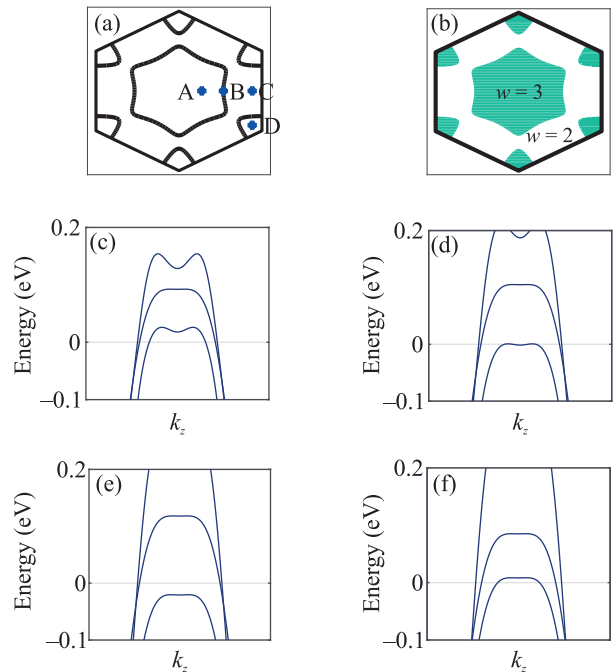 (a)
A B C
D
(b)
w = 3
w = 2
(c)
0.2
0
–0.1
Energy (eV)
k_z
(d)
0.2
0
–0.1
Energy (eV)
k_z
(e)
0.2
0
–0.1
Energy (eV)
k_z
(f)
0.2
0
–0.1
Energy (eV)
k_z